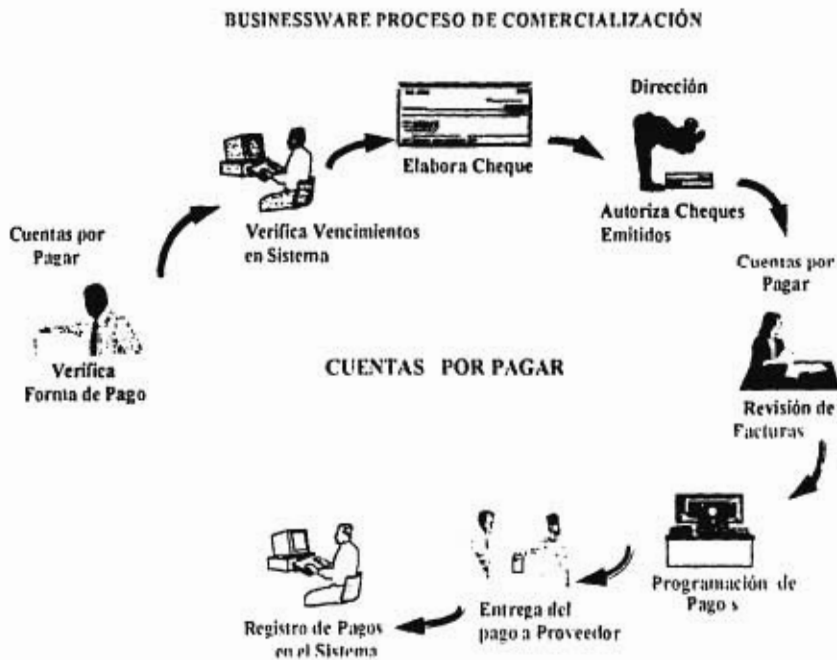 BUSINESSWARE PROCESO DE COMERCIALIZACIÓN
Cuentas por
Pagar
Verifica
Forma de Pago
Verifica Vencimientos
en Sistema
Elabora Cheque
Dirección
Autoriza Cheques
Emitidos
Cuentas por
Pagar
Revisión de
Facturas
CUENTAS POR PAGAR
Programación de
Pagos
Entrega del
pago a Proveedor
Registro de Pagos
en el Sistema